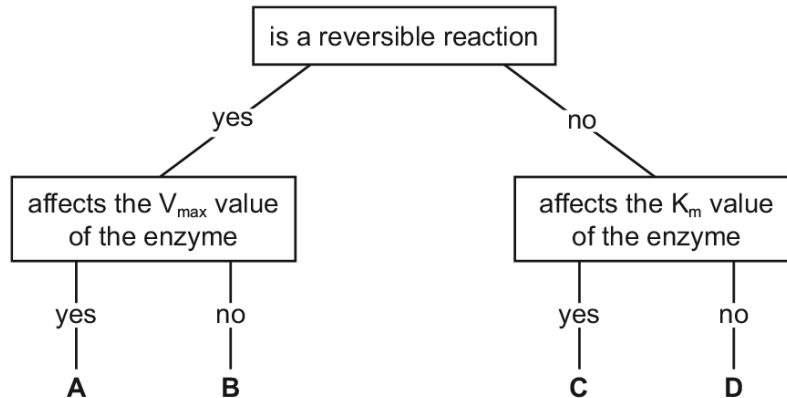 is a reversible reaction
yes
no
affects the Vmax value
of the enzyme
affects the Km value
of the enzyme
yes
no
yes
no
A
B
C
D